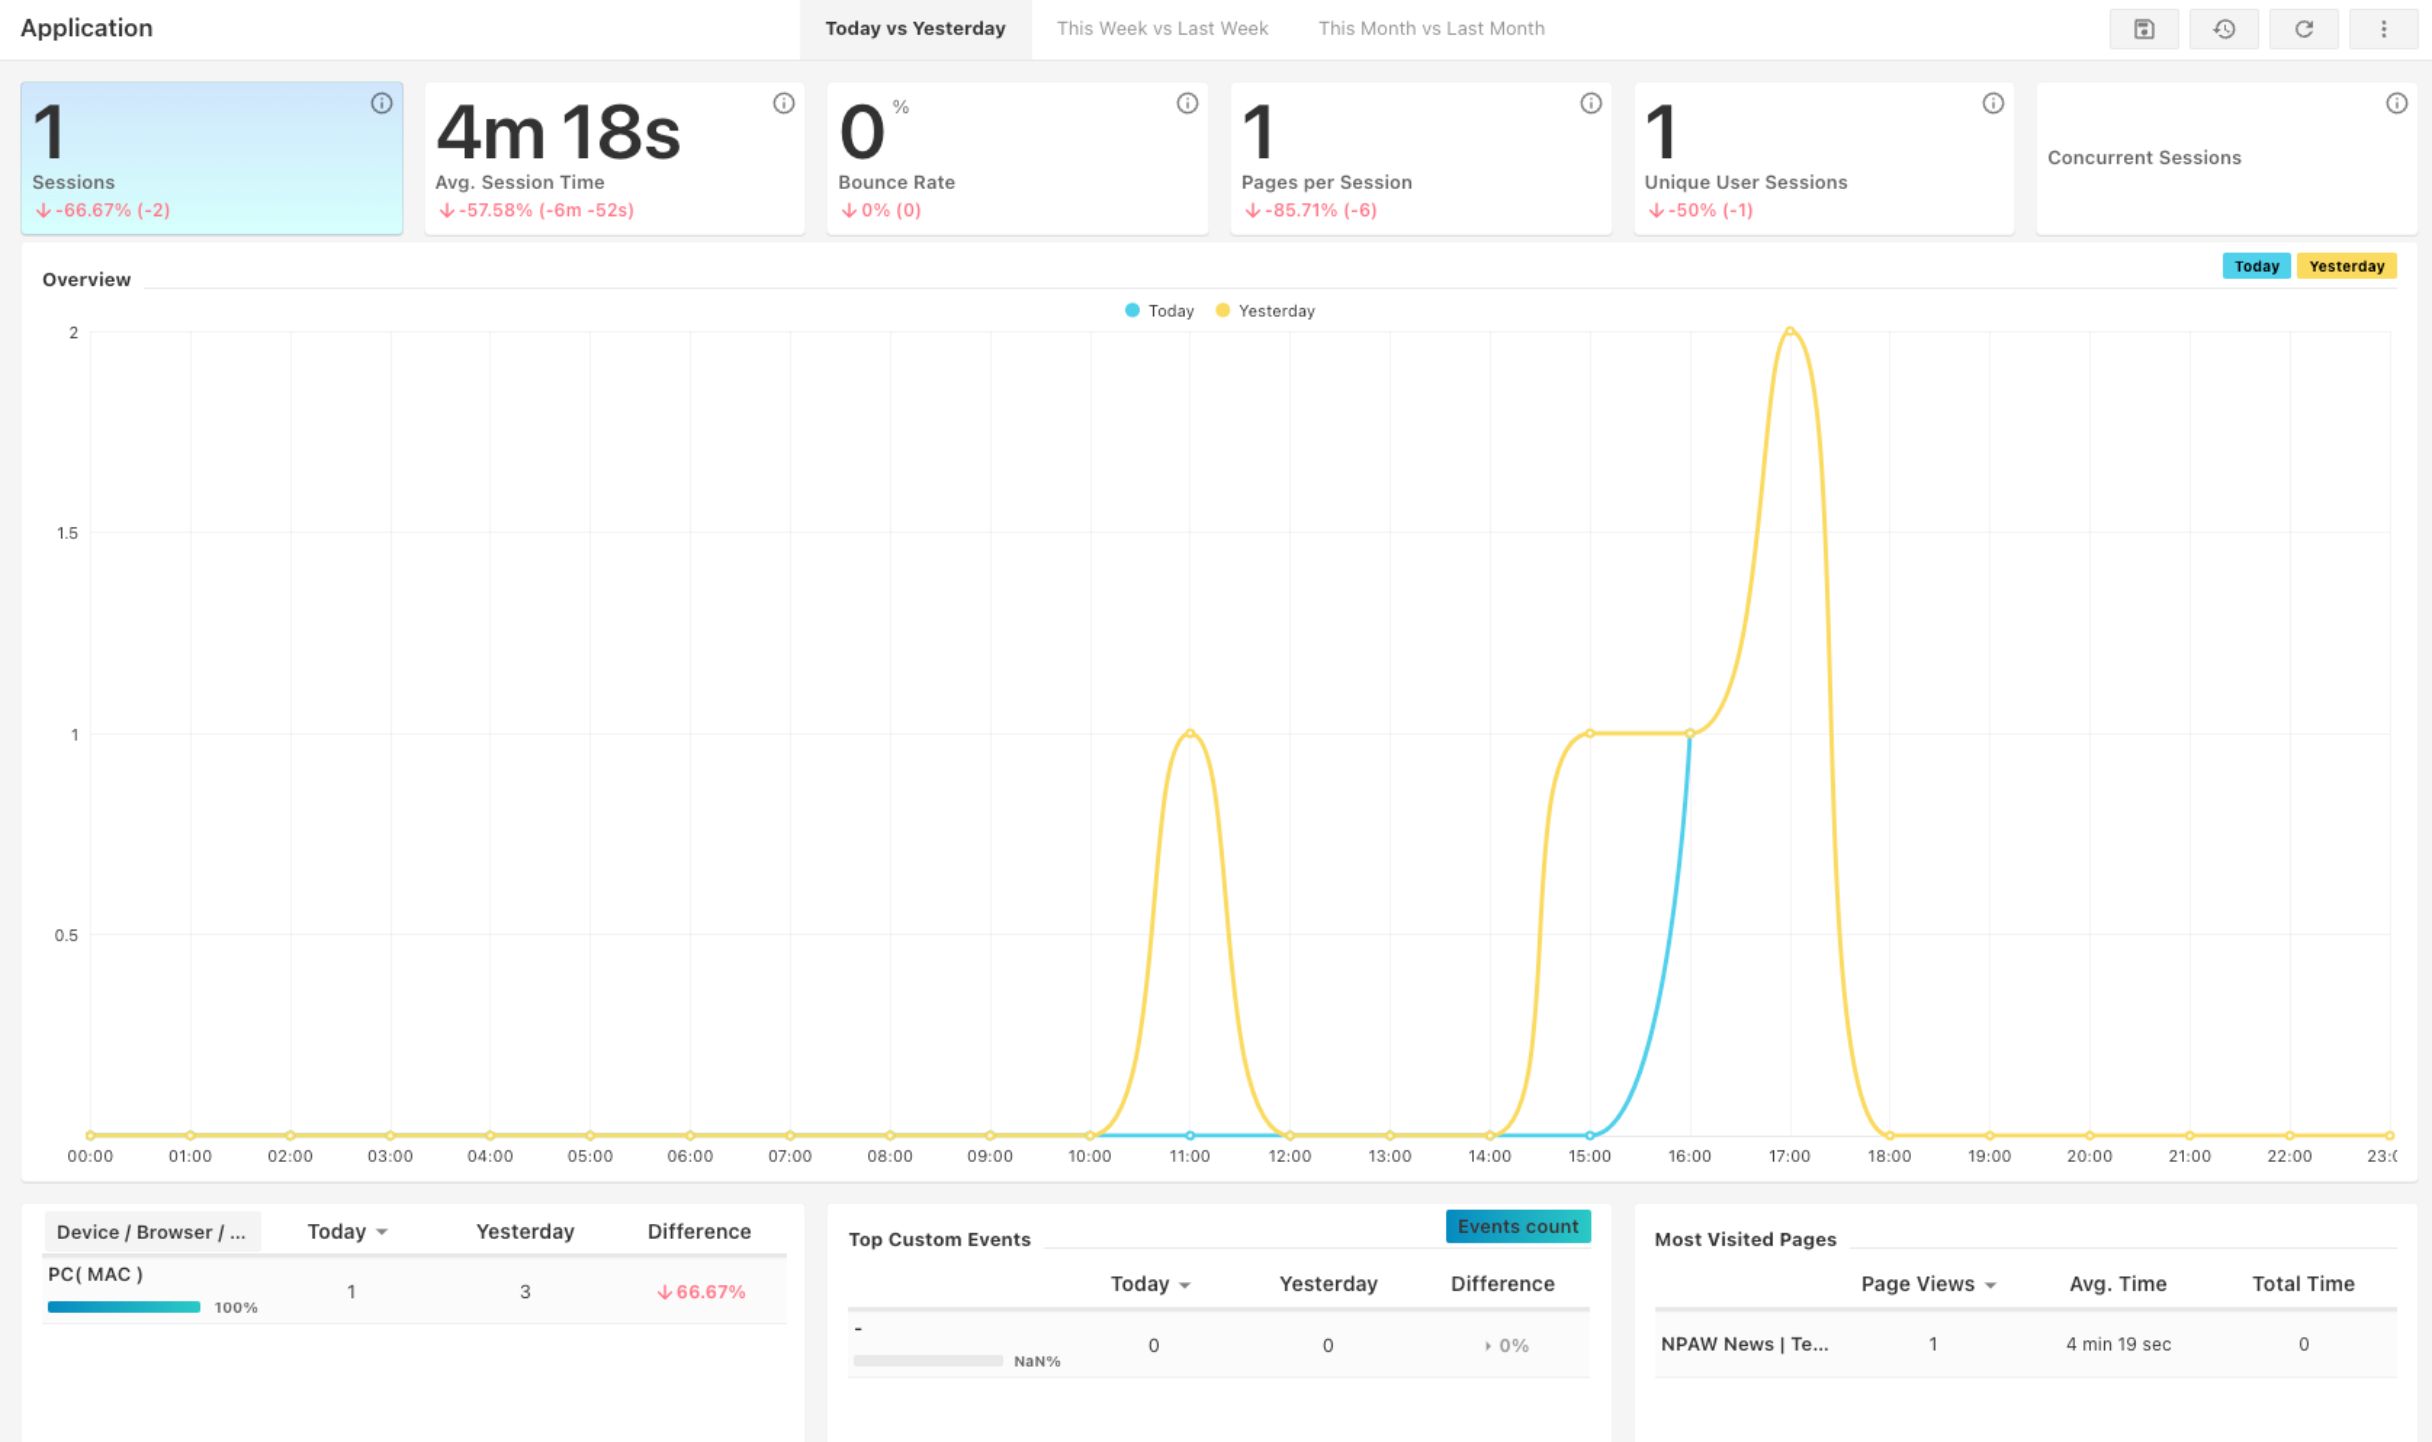 Application
Today vs Yesterday
This Week vs Last Week
This Month vs Last Month
1
Sessions
-66.67% (-2)
4m 18s
Avg. Session Time
-57.58% (-6m -52s)
0 %
Bounce Rate
0% (0)
1
Pages per Session
-85.71% (-6)
1
Unique User Sessions
-50% (-1)
Concurrent Sessions
Overview
Today Yesterday
Today Yesterday
2
1.5
1
0.5
00:00 01:00 02:00 03:00 04:00 05:00 06:00 07:00 08:00 09:00 10:00 11:00 12:00 13:00 14:00 15:00 16:00 17:00 18:00 19:00 20:00 21:00 22:00 23:0
Device / Browser / ... Today Yesterday Difference
PC( MAC ) 1 3 66.67%
100%
Top Custom Events
Events count
Today Yesterday Difference
- 0 0 0%
NaN%
Most Visited Pages
Page Views Avg. Time Total Time
NPAW News | Te... 1 4 min 19 sec 0